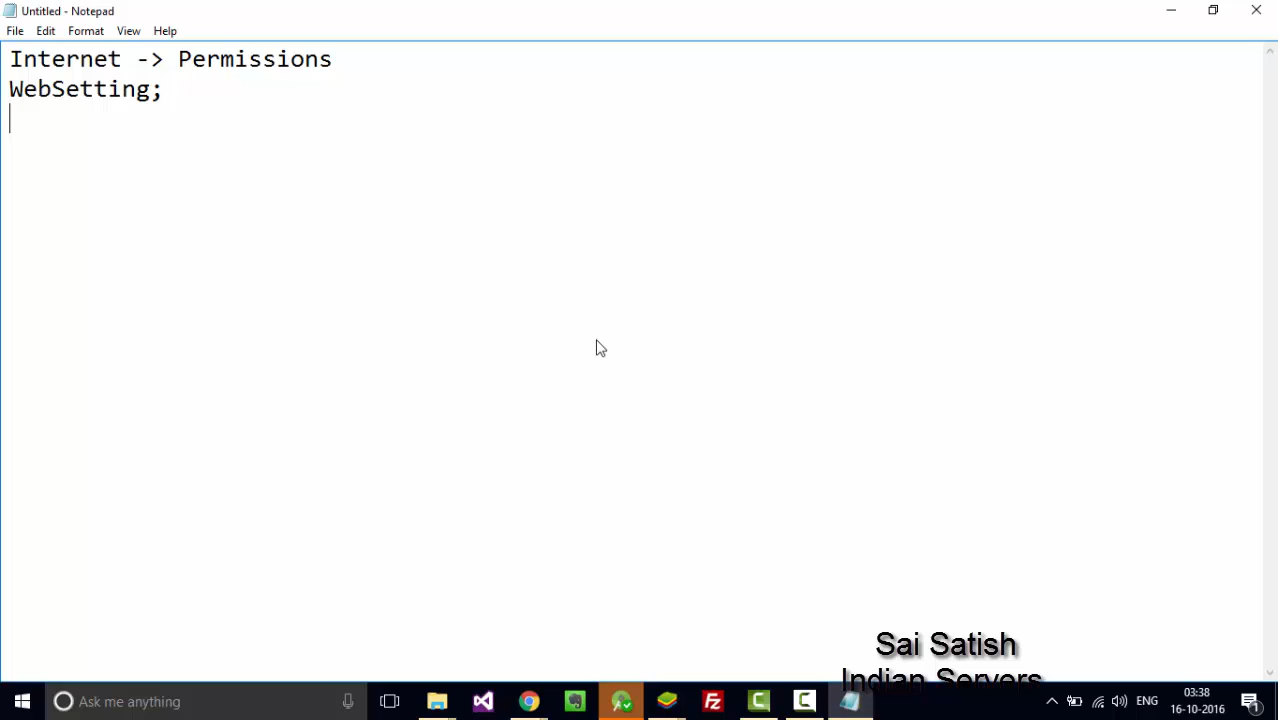 Untitled - Notepad
File Edit Format View Help
Internet -> Permissions
WebSetting;
Sai Satish
Indian Servers
Ask me anything
ENG
03:38
16-10-2016
1